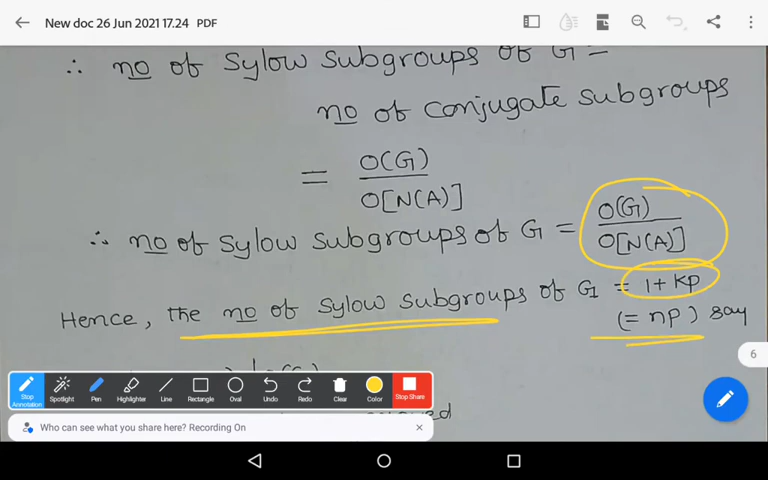 New doc 26 Jun 2021 17.24 PDF
∴ no of Sylow Subgroups of G =
no of Conjugate Subgroups
= O(G) / O[N(A)]
∴ no of Sylow Subgroups of G = O(G) / O[N(A)]
Hence, the no of Sylow Subgroups of G = 1 + Kp
(= np) say
6
Stop Annotation Spotlight Pen Highlighter Line Rectangle Oval Undo Redo Clear Color Stop Share
Who can see what you share here? Recording On